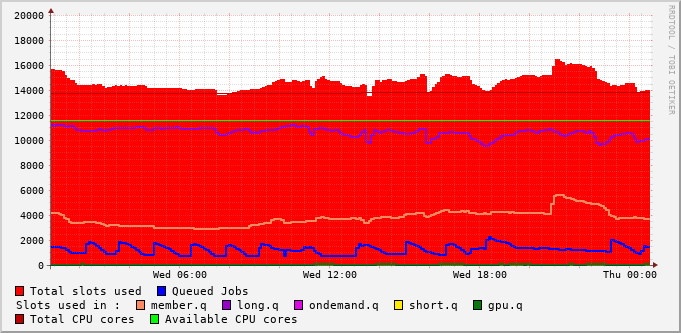 20000
18000
16000
14000
12000
10000
8000
6000
4000
2000
0
Wed 06:00 Wed 12:00 Wed 18:00 Thu 00:00
RRDTOOL / TOBI OETIKER
Total slots used Queued Jobs
Slots used in : member.q long.q ondemand.q short.q gpu.q
Total CPU cores Available CPU cores